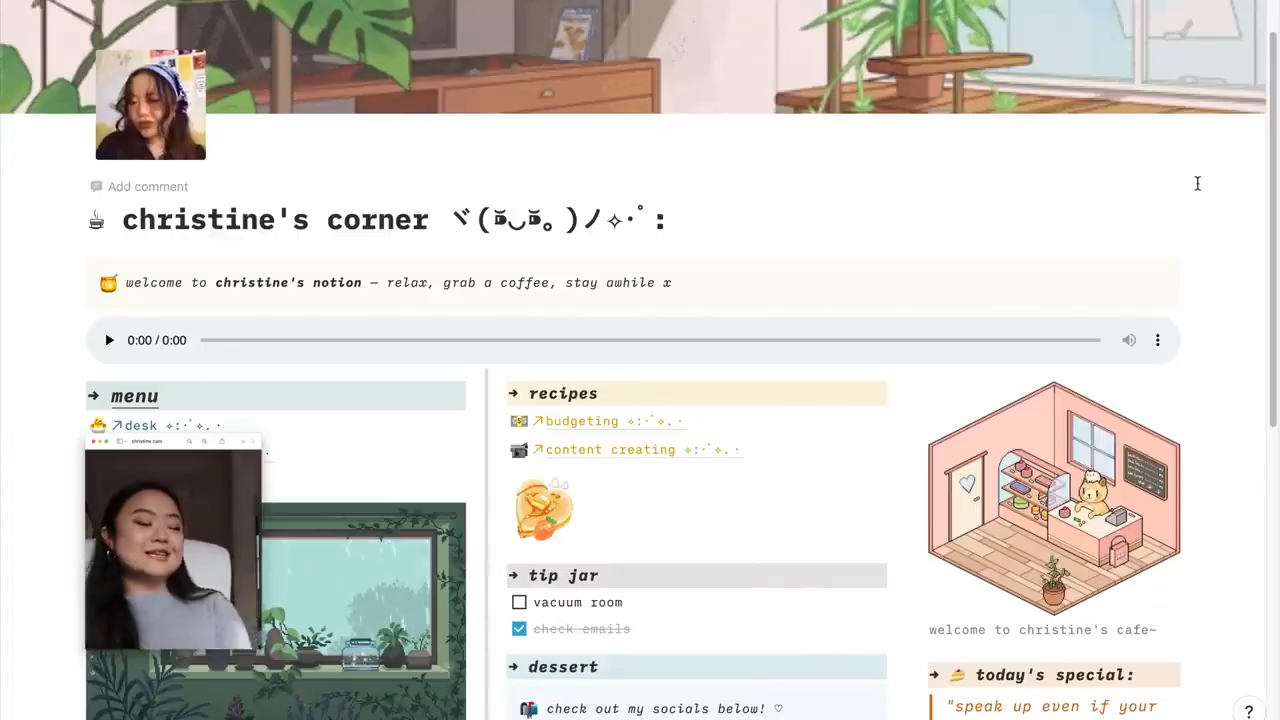 Add comment
☕ christine's corner ヾ(ᵕ◡ᵕ。)ノ✧･ﾟ:
welcome to christine's notion — relax, grab a coffee, stay awhile x
0:00 / 0:00
→ menu
↗desk ✧:･ﾟ✧.･
christine cam
→ recipes
↗budgeting ✧:･ﾟ✧.･
↗content creating ✧:･ﾟ✧.･
→ tip jar
vacuum room
check emails
→ dessert
check out my socials below! ♡
welcome to christine's cafe~
→ 🍰 today's special:
"speak up even if your
?